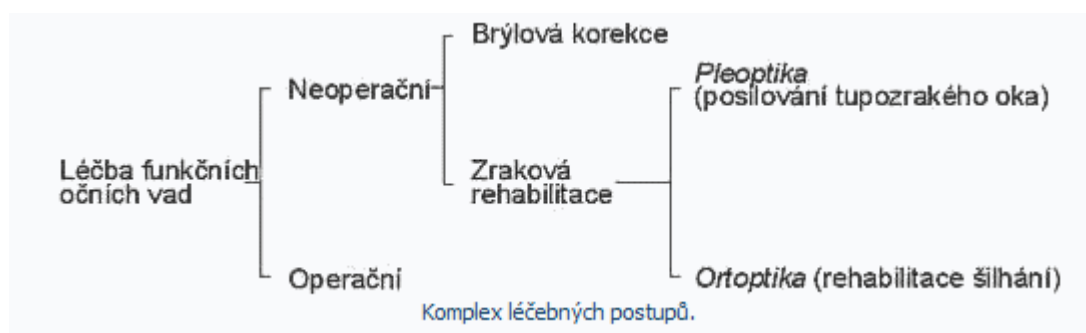 Brýlová korekce
Neoperační
Pleoptika
(posilování tupozrakého oka)
Léčba funkčních
očních vad
Zraková
rehabilitace
Operační
Ortoptika (rehabilitace šilhání)
Komplex léčebných postupů.